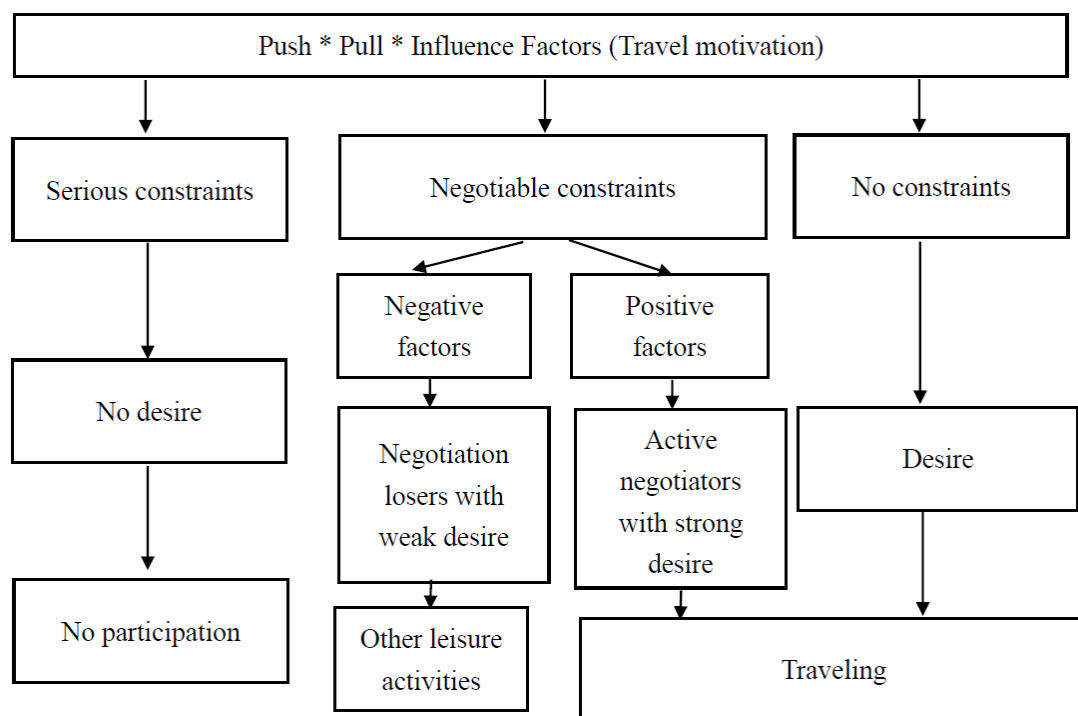 Push * Pull * Influence Factors (Travel motivation)
Serious constraints
Negotiable constraints
No constraints
Negative
factors
Positive
factors
No desire
Negotiation
losers with
weak desire
Active
negotiators
with strong
desire
Desire
No participation
Other leisure
activities
Traveling